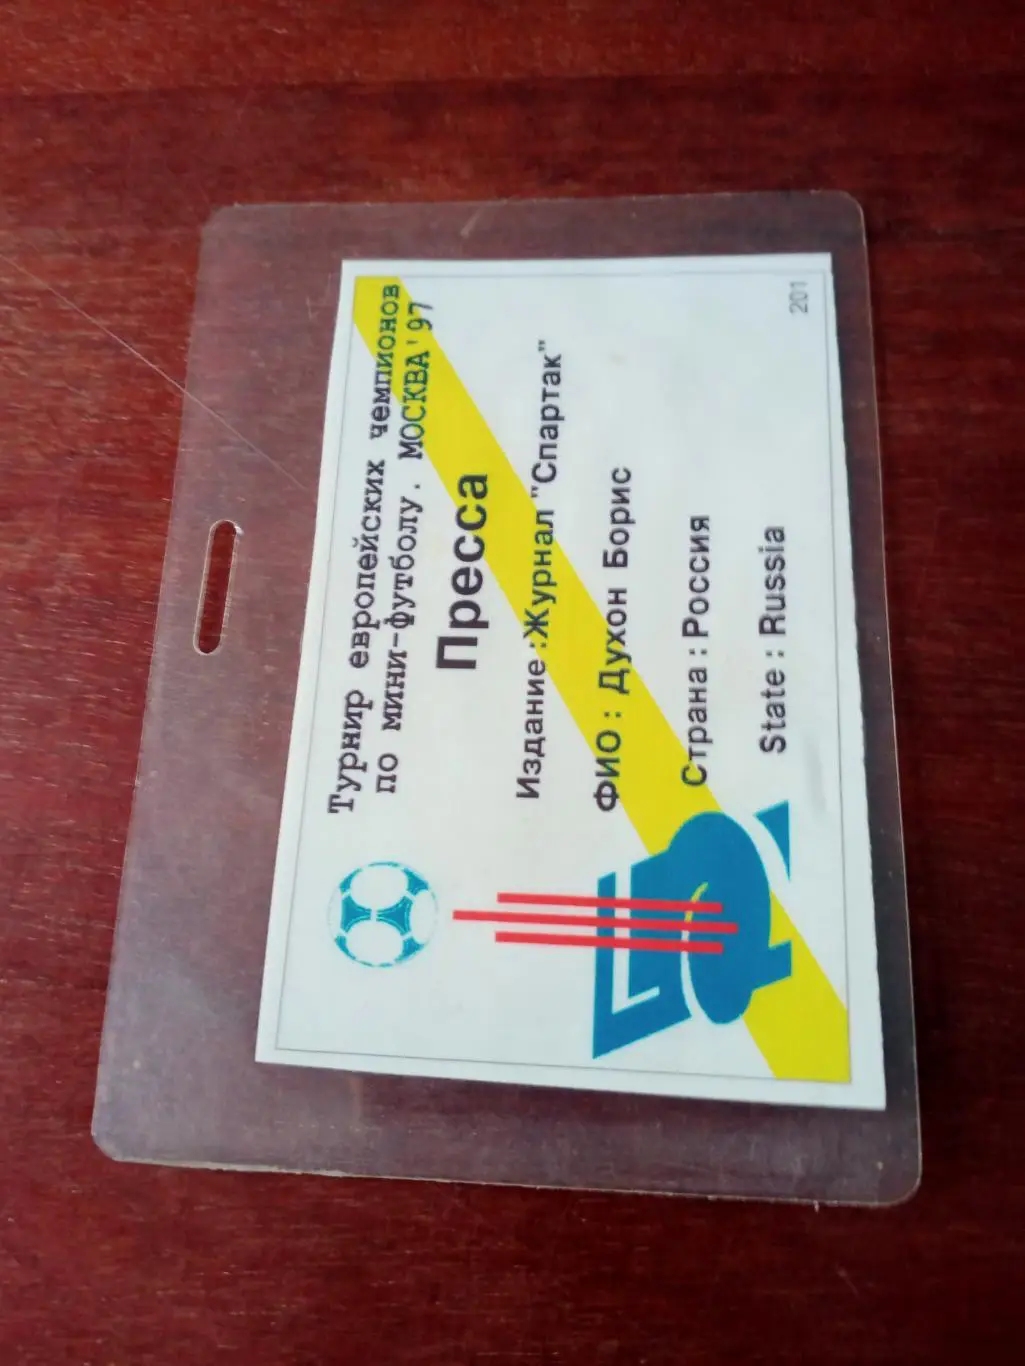 Турнир европейских чемпионов
по мини-футболу. МОСКВА'97
Пресса
Издание:Журнал "Спартак"
ФИО: Духон Борис
Страна:Россия
State:Russia
201